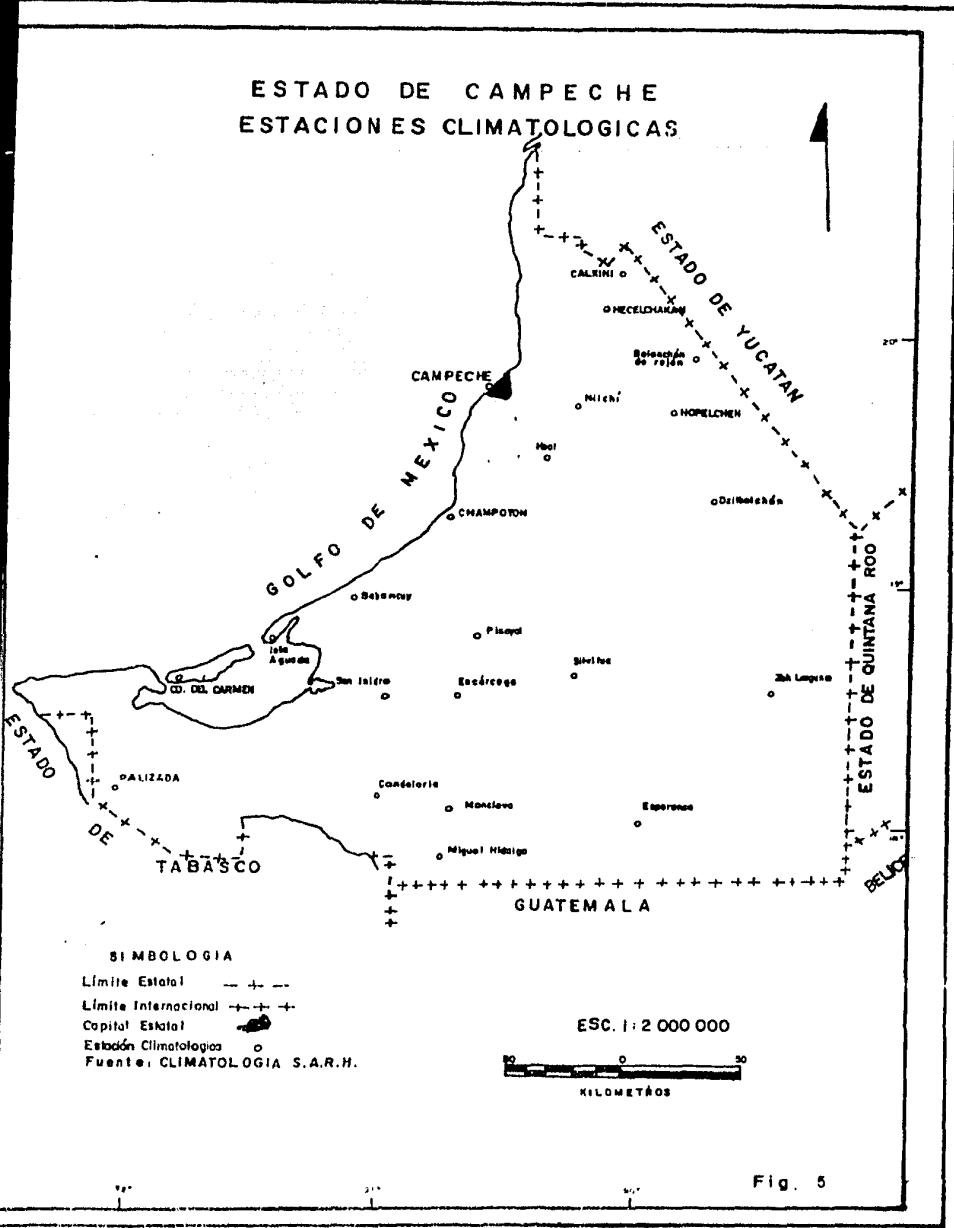 ESTADO DE CAMPECHE
ESTACIONES CLIMATOLOGICAS
ESTADO DE YUCATAN
CALKINI
HECELCHAKAN
20°
Bolonchén
de rejón
CAMPECHE
Nilchí
HOPELCHEN
GOLFO DE MEXICO
Hool
Dzibalchén
CHAMPOTON
ESTADO DE QUINTANA ROO
Sabancuy
Pixoyal
Isla
Aguada
Silvituc
CD. DEL CARMEN
San Isidro
Escárcega
Zoh Laguna
ESTADO
DE
TABASCO
PALIZADA
Candelaria
Monclova
Esperanza
Miguel Hidalgo
BELICE
GUATEMALA
SIMBOLOGIA
Límite Estatal
Límite Internacional
Capital Estatal
Estación Climatologica
Fuente: CLIMATOLOGIA S.A.R.H.
ESC. 1:2 000 000
50 0 50
KILOMETROS
Fig. 5